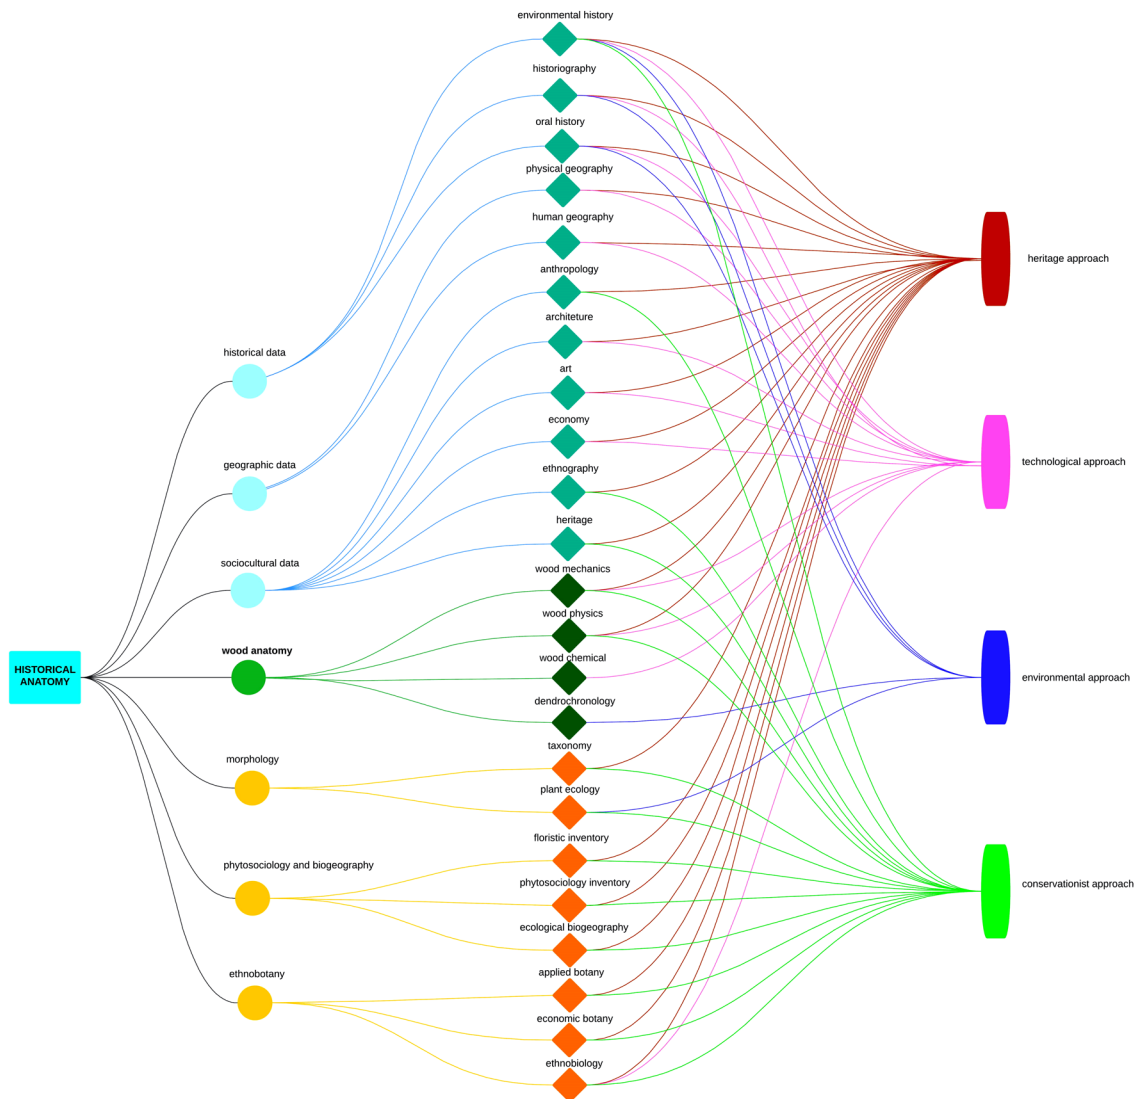 environmental history
historiography
oral history
physical geography
human geography
anthropology
architeture
art
economy
ethnography
heritage
wood mechanics
wood physics
wood chemical
dendrochronology
taxonomy
plant ecology
floristic inventory
phytosociology inventory
ecological biogeography
applied botany
economic botany
ethnobiology
historical data
geographic data
sociocultural data
wood anatomy
morphology
phytosociology and biogeography
ethnobotany
HISTORICAL
ANATOMY
heritage approach
technological approach
environmental approach
conservationist approach